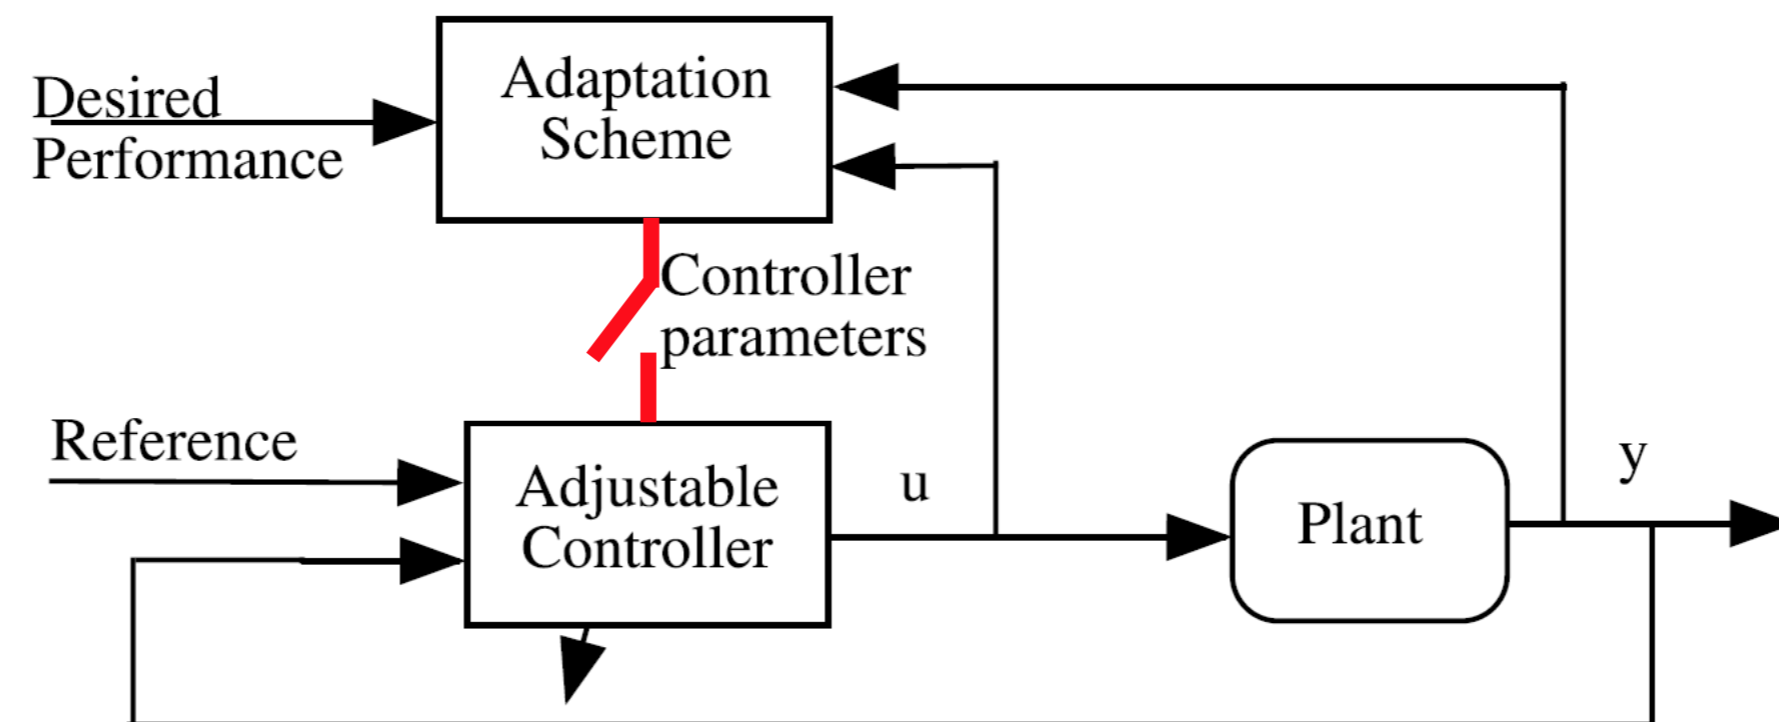 Desired
Performance
Adaptation
Scheme
Controller
parameters
Reference
Adjustable
Controller
u
Plant
y